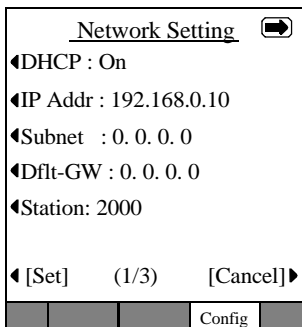 Network Setting
DHCP : On
IP Addr : 192.168.0.10
Subnet : 0. 0. 0. 0
Dflt-GW : 0. 0. 0. 0
Station: 2000
[Set] (1/3) [Cancel]
Config